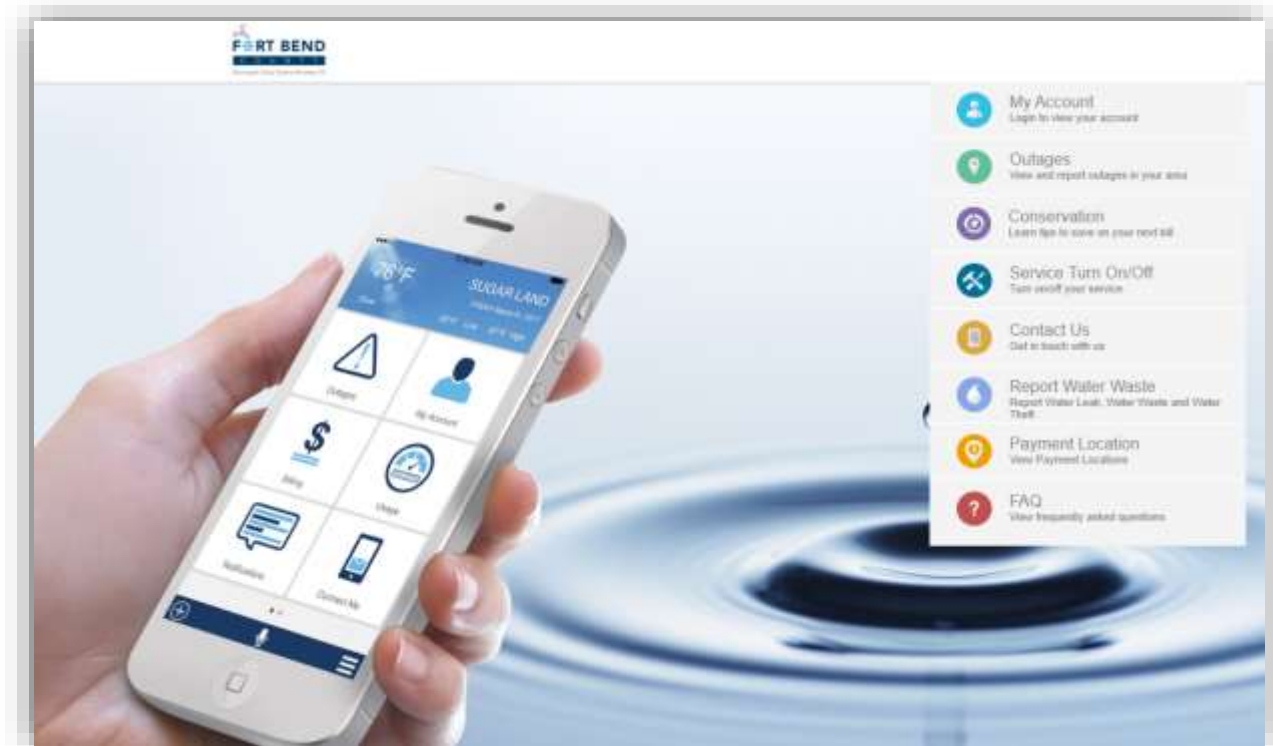 FORT BEND
COUNTY
My Account
Login to view your account
Outages
View and report outages in your area
Conservation
Learn tips to save on your next bill
Service Turn On/Off
Turn on/off your service
Contact Us
Get in touch with us
Report Water Waste
Report Water Leak, Water Waste and Water
Theft
Payment Location
View Payment Locations
FAQ
View frequently asked questions
76°F
SUGAR LAND
Outages
My Account
$
Billing
Usage
Notifications
Connect Me